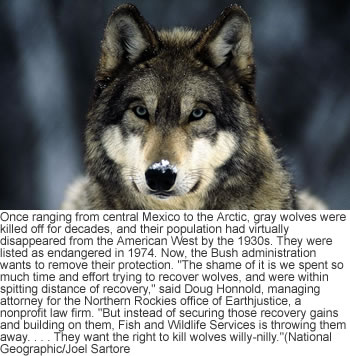 Once ranging from central Mexico to the Arctic, gray wolves were
killed off for decades, and their population had virtually
disappeared from the American West by the 1930s. They were
listed as endangered in 1974. Now, the Bush administration
wants to remove their protection. "The shame of it is we spent so
much time and effort trying to recover wolves, and were within
spitting distance of recovery," said Doug Honnold, managing
attorney for the Northern Rockies office of Earthjustice, a
nonprofit law firm. "But instead of securing those recovery gains
and building on them, Fish and Wildlife Services is throwing them
away. . . . They want the right to kill wolves willy-nilly."(National
Geographic/Joel Sartore